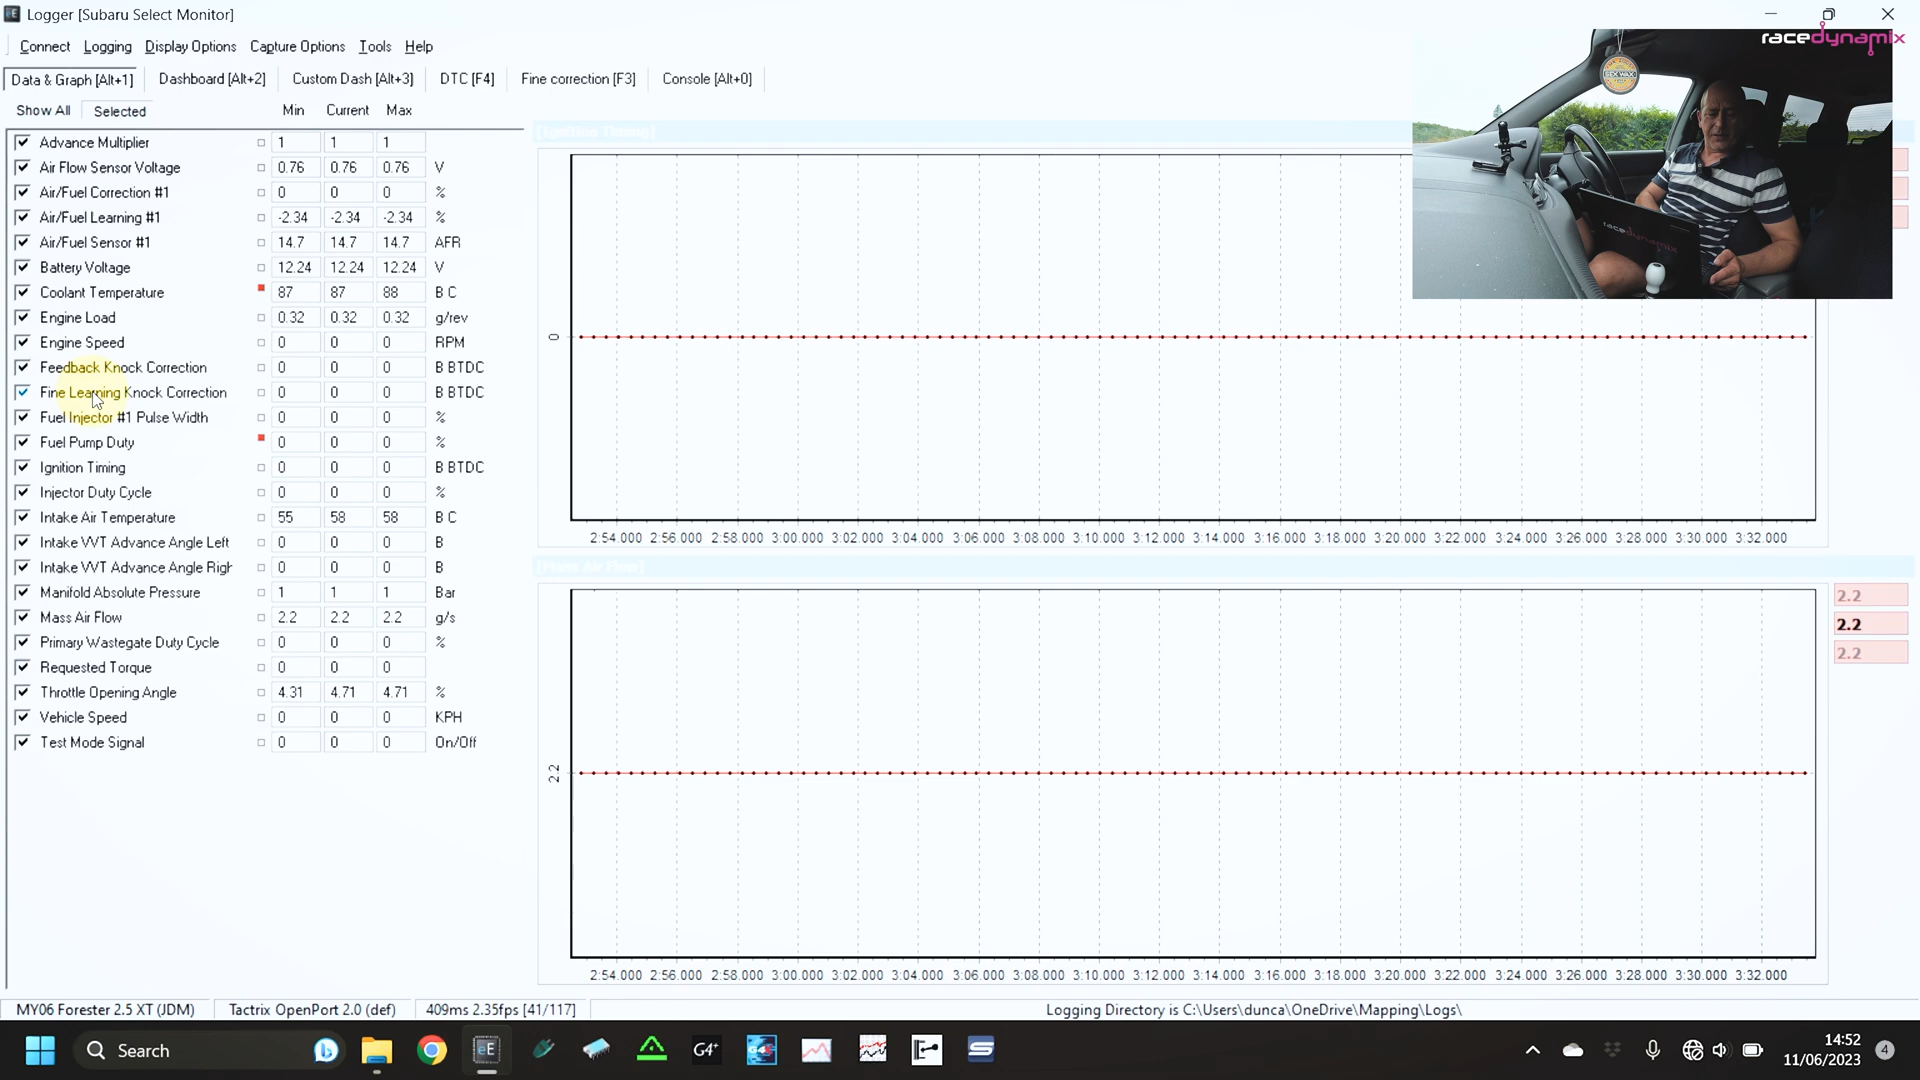 Logger [Subaru Select Monitor]
racedynamix
Connect Logging Display Options Capture Options Tools Help
Data & Graph [Alt+1] Dashboard [Alt+2] Custom Dash [Alt+3] DTC [F4] Fine correction [F3] Console [Alt+0]
Show All Selected Min Current Max
Advance Multiplier 1 1 1
Air Flow Sensor Voltage 0.76 0.76 0.76 V
Air/Fuel Correction #1 0 0 0 %
Air/Fuel Learning #1 -2.34 -2.34 -2.34 %
Air/Fuel Sensor #1 14.7 14.7 14.7 AFR
Battery Voltage 12.24 12.24 12.24 V
Coolant Temperature 87 87 88 B C
Engine Load 0.32 0.32 0.32 g/rev
Engine Speed 0 0 0 RPM
Feedback Knock Correction 0 0 0 B BTDC
Fine Learning Knock Correction 0 0 0 B BTDC
Fuel Injector #1 Pulse Width 0 0 0 %
Fuel Pump Duty 0 0 0 %
Ignition Timing 0 0 0 B BTDC
Injector Duty Cycle 0 0 0 %
Intake Air Temperature 55 58 58 B C
Intake VVT Advance Angle Left 0 0 0 B
Intake VVT Advance Angle Righ 0 0 0 B
Manifold Absolute Pressure 1 1 1 Bar
Mass Air Flow 2.2 2.2 2.2 g/s
Primary Wastegate Duty Cycle 0 0 0 %
Requested Torque 0 0 0
Throttle Opening Angle 4.31 4.71 4.71 %
Vehicle Speed 0 0 0 KPH
Test Mode Signal 0 0 0 On/Off
[Ignition Timing]
0
2:54.000 2:56.000 2:58.000 3:00.000 3:02.000 3:04.000 3:06.000 3:08.000 3:10.000 3:12.000 3:14.000 3:16.000 3:18.000 3:20.000 3:22.000 3:24.000 3:26.000 3:28.000 3:30.000 3:32.000
SEX WAX
racedynamix
[Mass Air Flow]
2.2
2.2
2.2
2.2
2:54.000 2:56.000 2:58.000 3:00.000 3:02.000 3:04.000 3:06.000 3:08.000 3:10.000 3:12.000 3:14.000 3:16.000 3:18.000 3:20.000 3:22.000 3:24.000 3:26.000 3:28.000 3:30.000 3:32.000
MY06 Forester 2.5 XT (JDM) Tactrix OpenPort 2.0 (def) 409ms 2.35fps [41/117] Logging Directory is C:\Users\dunca\OneDrive\Mapping\Logs\
Search eE G4+ G4X S 14:52
11/06/2023 4